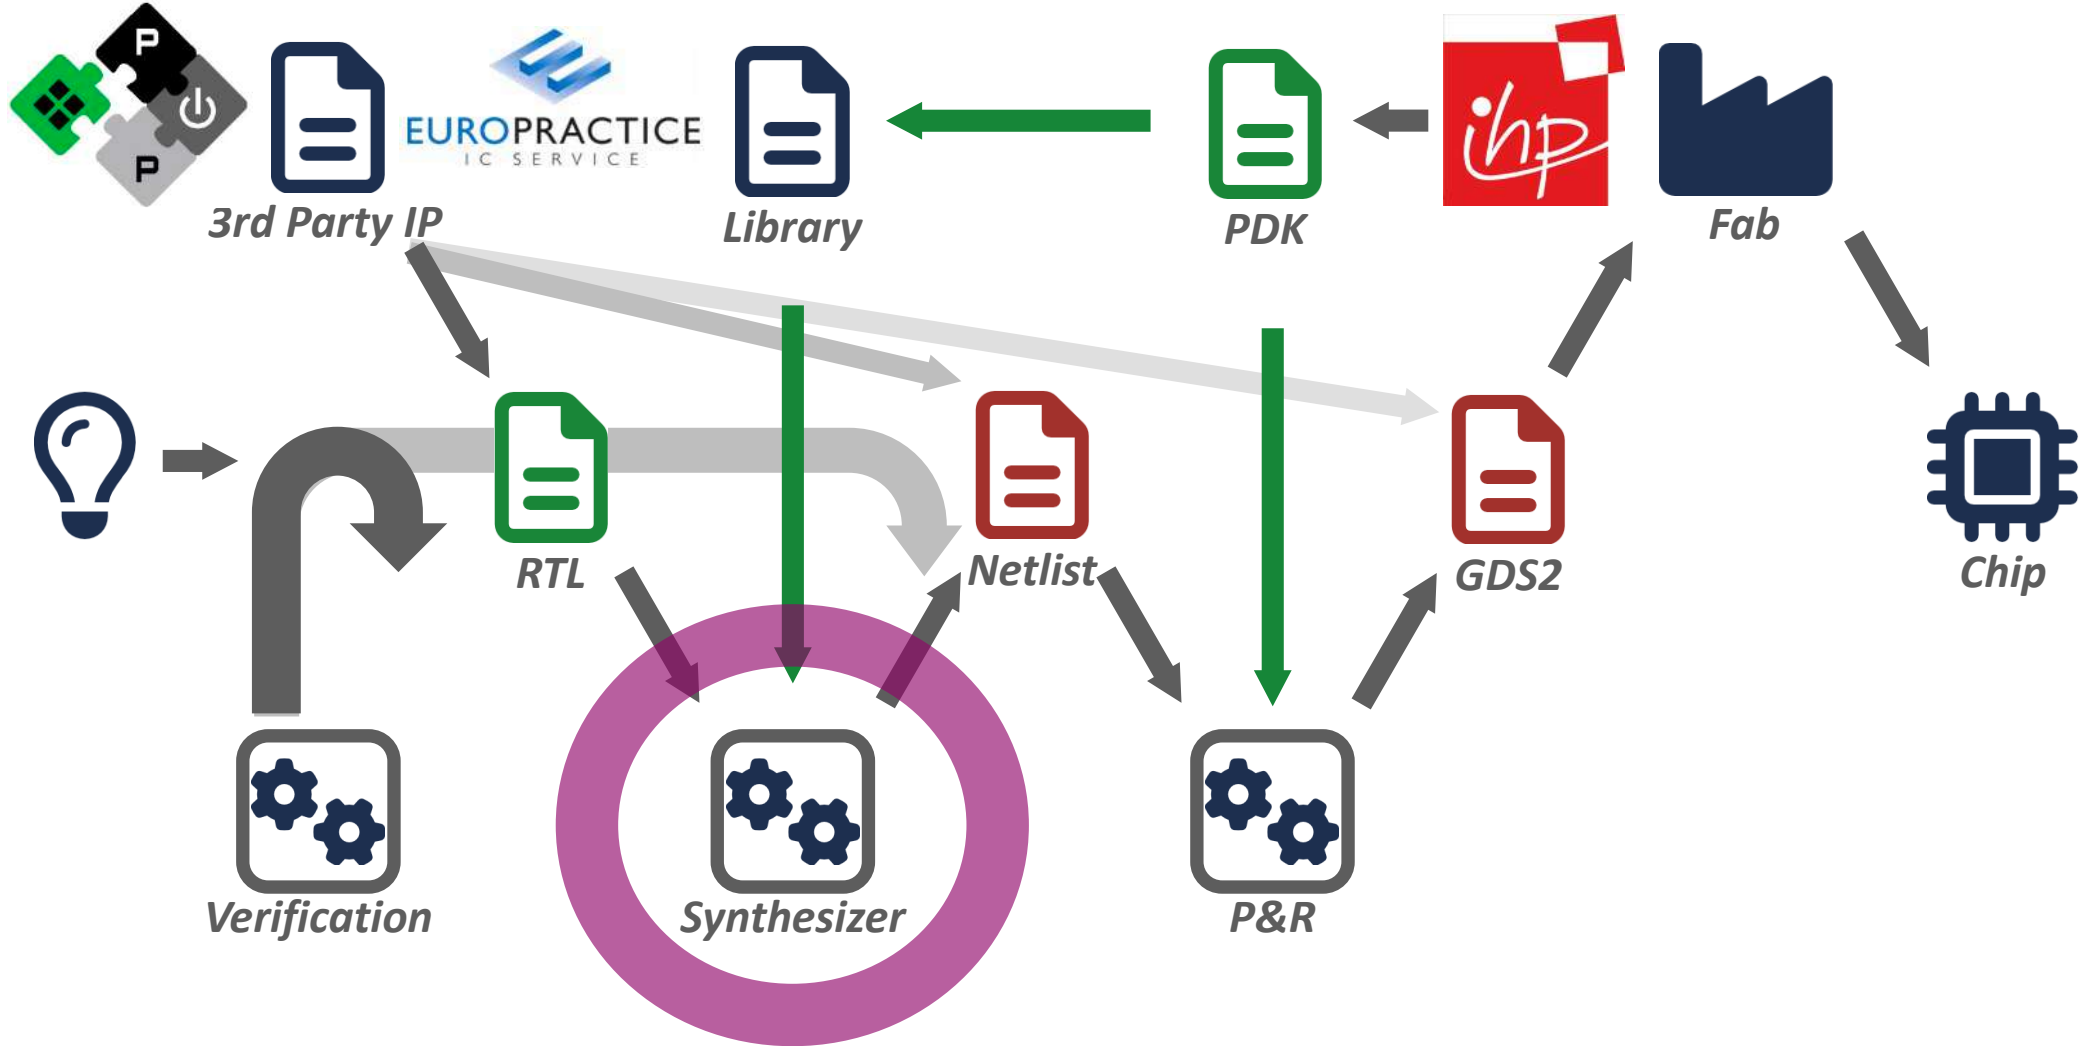 P
P
EUROPRACTICE
IC SERVICE
ihp
3rd Party IP
Library
PDK
Fab
RTL
Netlist
GDS2
Chip
Verification
Synthesizer
P&R